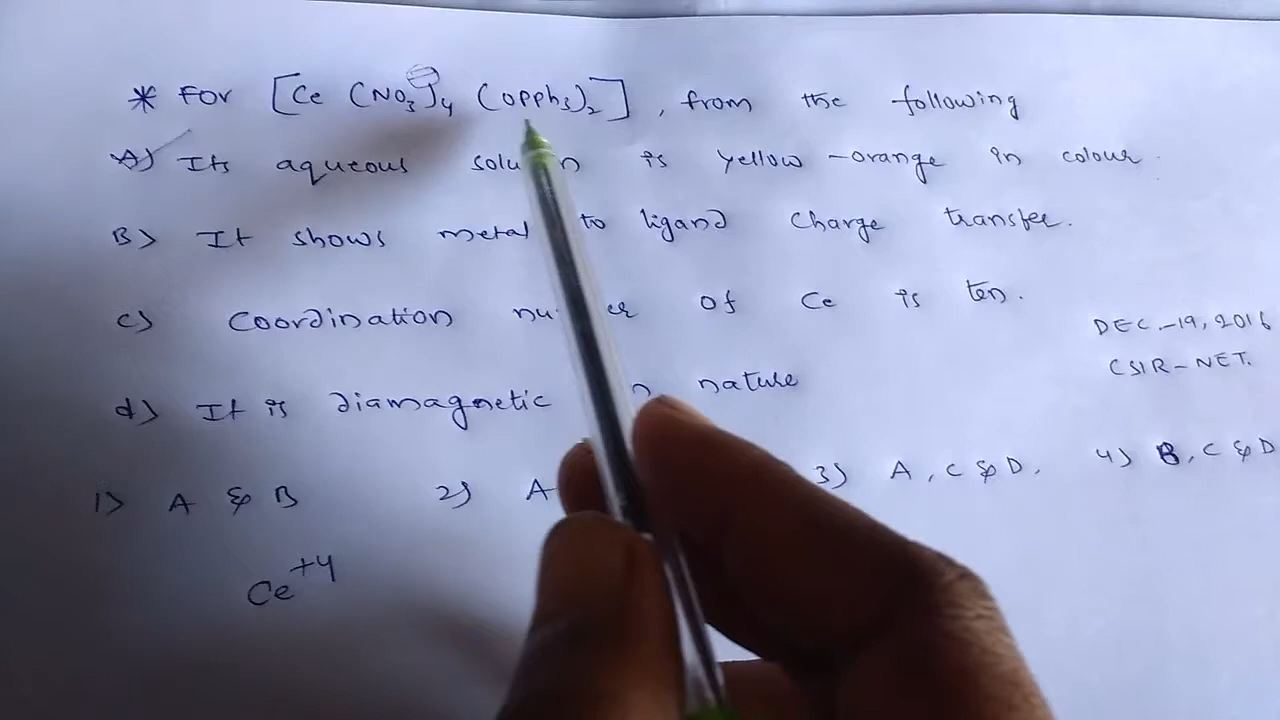 * FOR [Ce (NO3⊖)4 (OPPh3)2], from the following
A) Its aqueous is yellow-orange in colour.
B) It shows metal to ligand charge transfer.
C) Coordination of Ce is ten.
d) It is diamagnetic nature
DEC-19, 2016
CSIR-NET.
1) A & B 2) A 3) A, C & D. 4) B, C & D
Ce+4